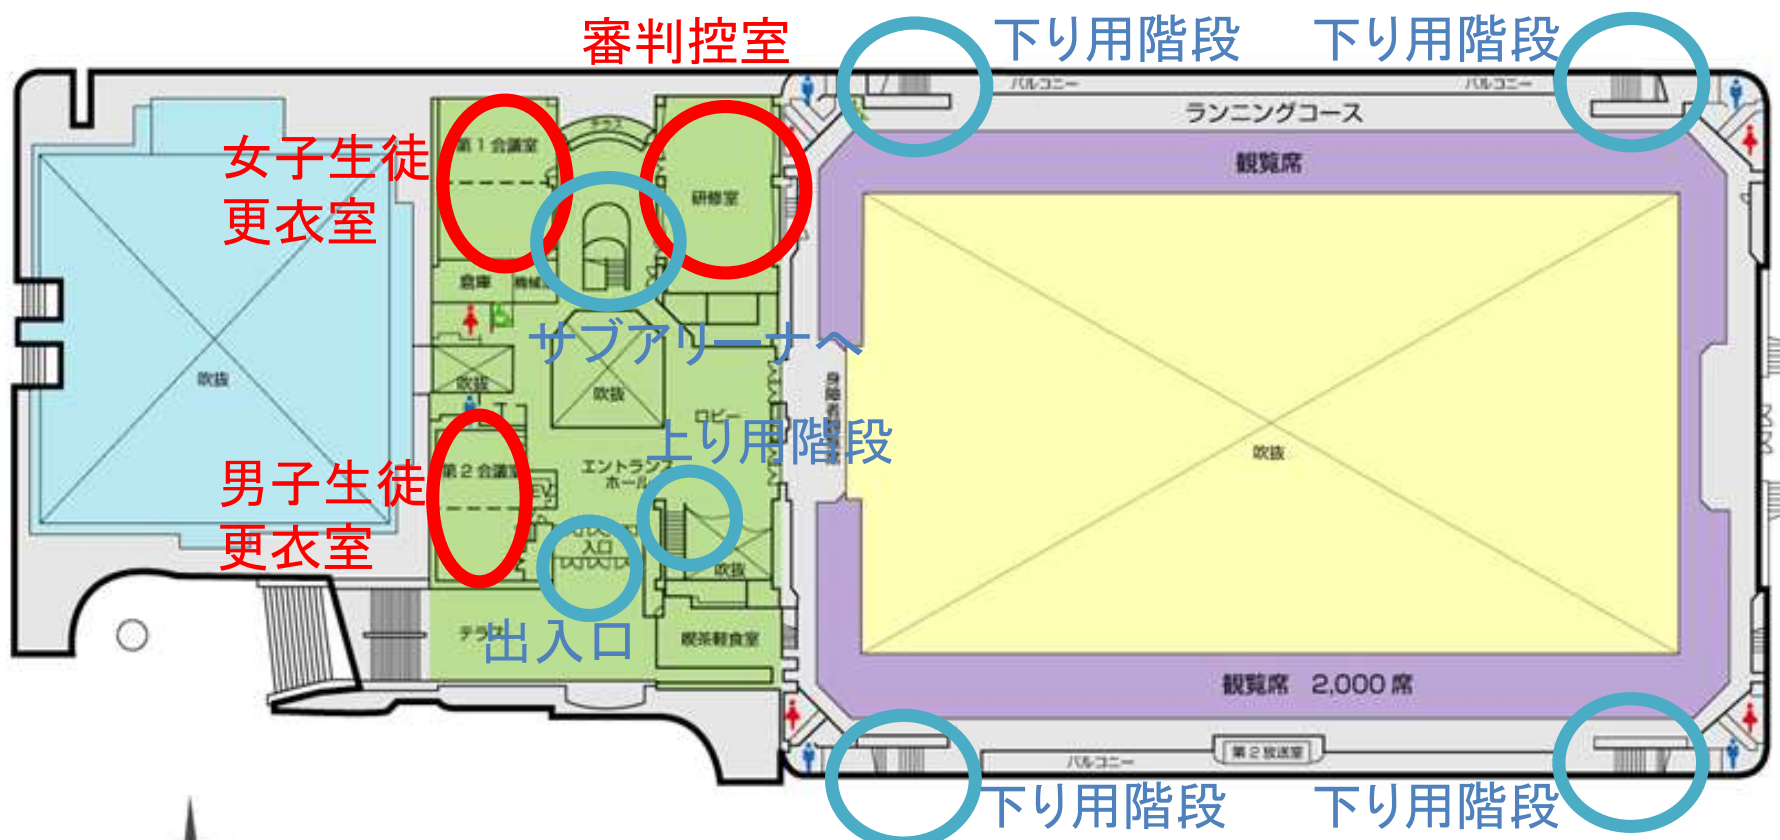 審判控室
下り用階段
下り用階段
バルコニー
バルコニー
ランニングコース
女子生徒
更衣室
第1会議室
テラス
研修室
観覧席
倉庫
サブアリーナへ
吹抜
吹抜
吹抜
ロビー
上り用階段
男子生徒
更衣室
第2会議室
EV
エントランス
ホール
入口
吹抜
吹抜
テラス
出入口
喫茶軽食室
観覧席 2,000席
第2放送室
バルコニー
下り用階段
下り用階段